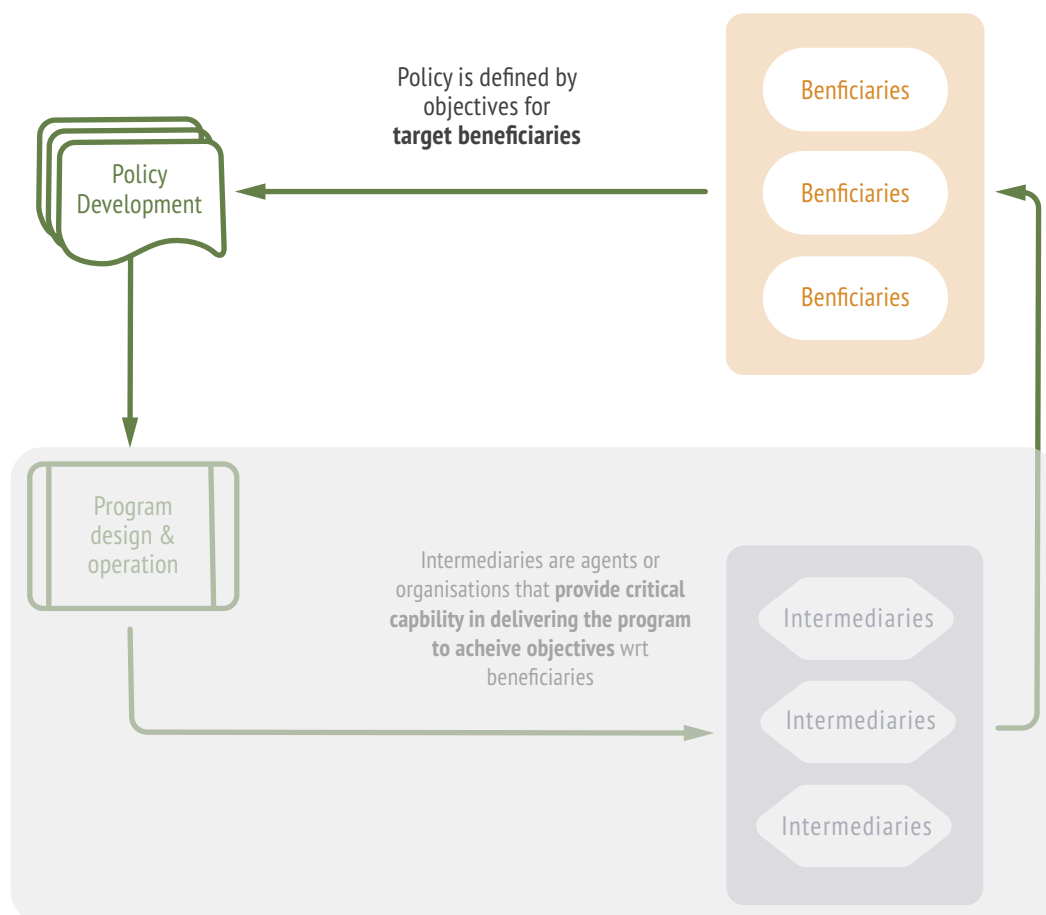 Policy is defined by
objectives for
target beneficiaries
Policy
Development
Benficiaries
Benficiaries
Benficiaries
Program
design &
operation
Intermediaries are agents or
organisations that provide critical
capbility in delivering the program
to acheive objectives wrt
beneficiaries
Intermediaries
Intermediaries
Intermediaries